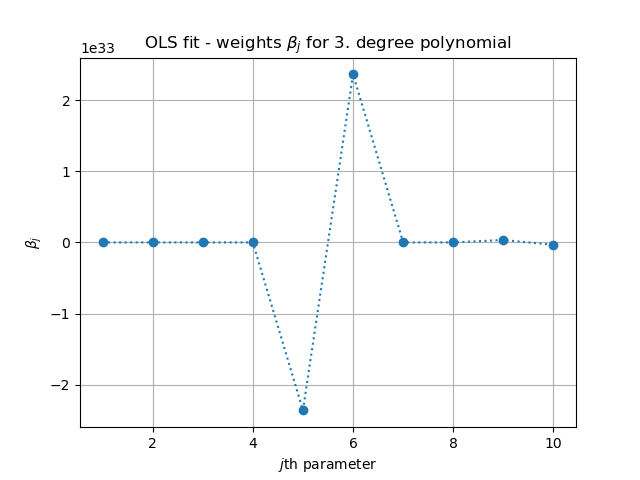 OLS fit - weights βj for 3. degree polynomial
1e33
2
1
0
−1
−2
βj
2
4
6
8
10
jth parameter